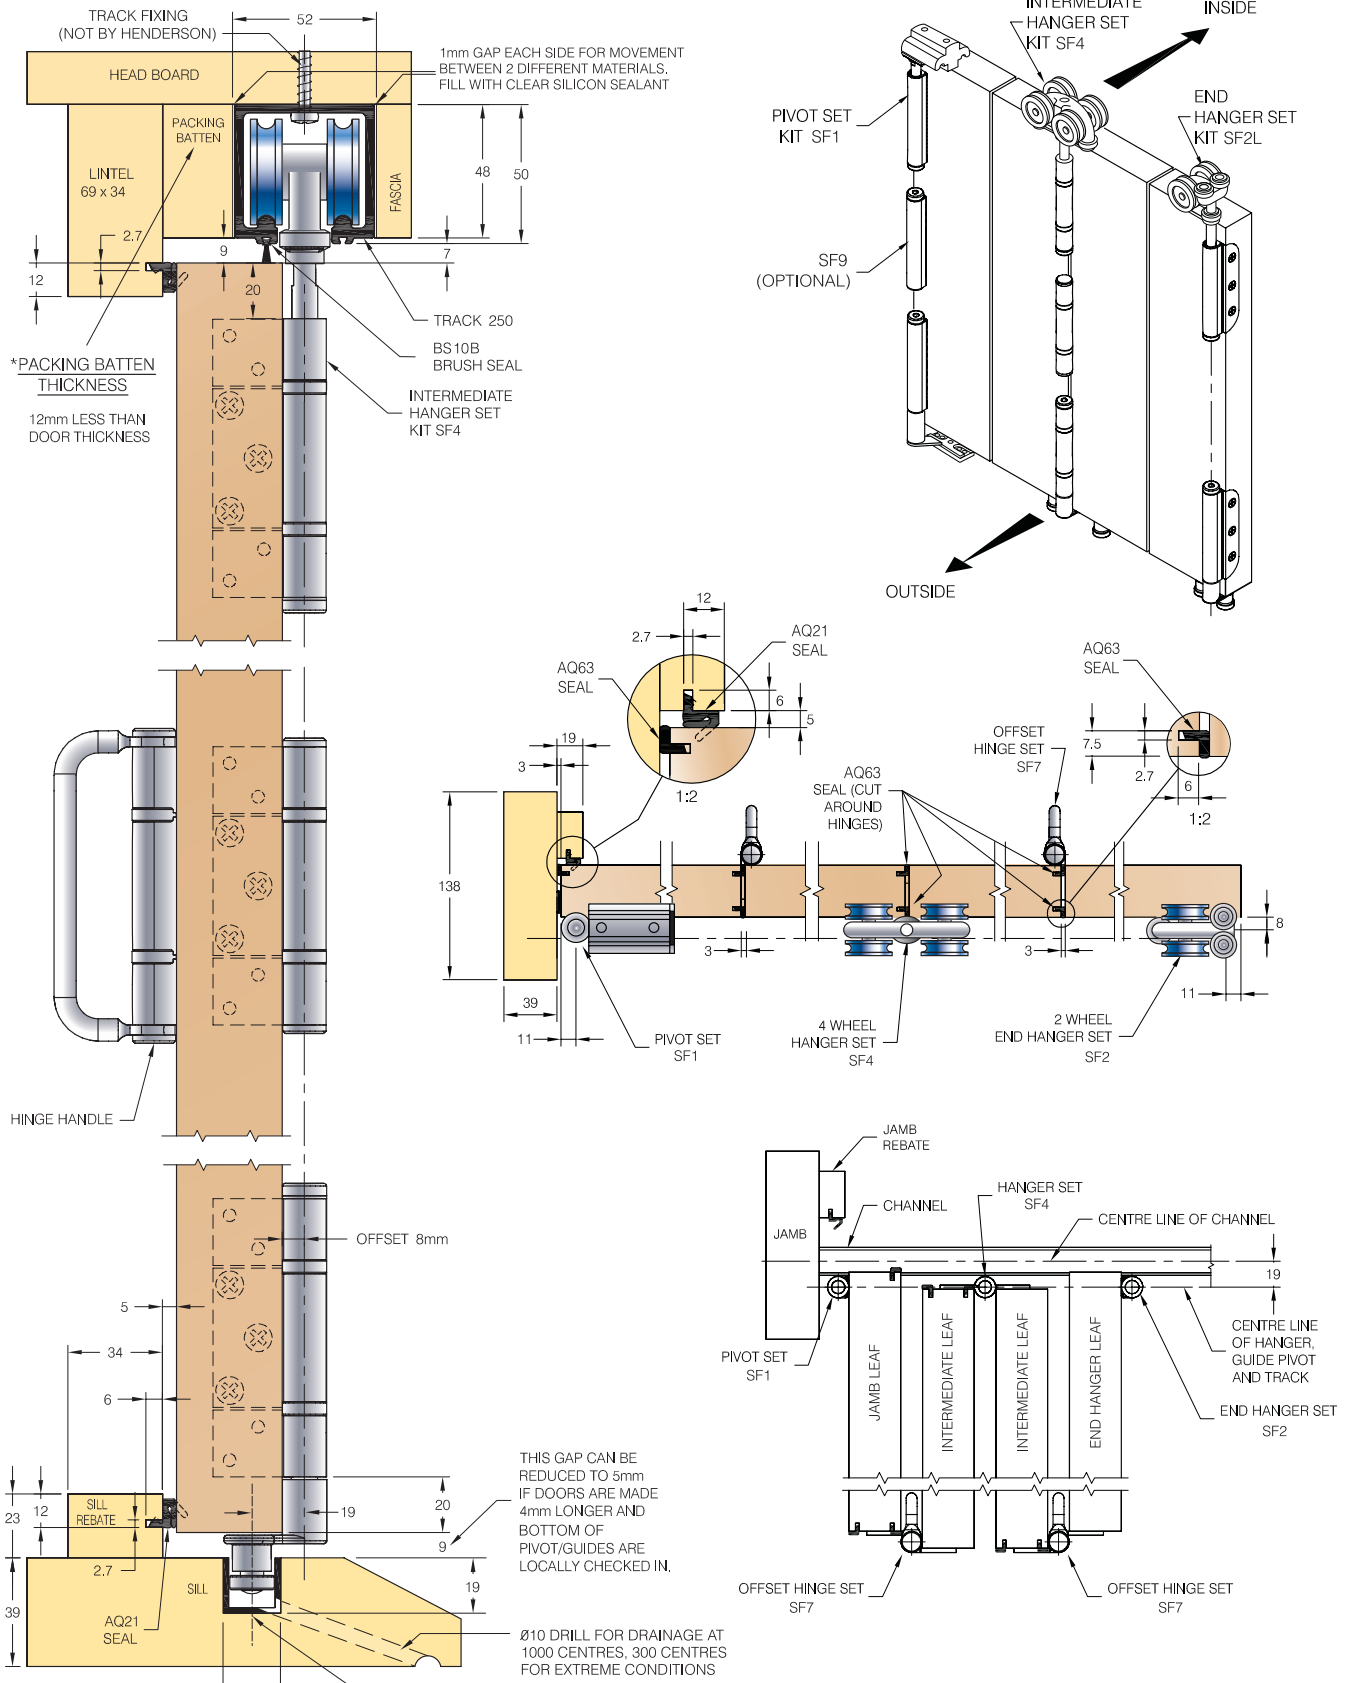 TRACK FIXING
(NOT BY HENDERSON)
52
1mm GAP EACH SIDE FOR MOVEMENT
BETWEEN 2 DIFFERENT MATERIALS.
FILL WITH CLEAR SILICON SEALANT
HEAD BOARD
PACKING
BATTEN
LINTEL
69 x 34
FASCIA
48
50
2.7
9
7
12
20
TRACK 250
BS10B
BRUSH SEAL
*PACKING BATTEN
THICKNESS
12mm LESS THAN
DOOR THICKNESS
INTERMEDIATE
HANGER SET
KIT SF4
INTERMEDIATE
HANGER SET
KIT SF4
INSIDE
END
HANGER SET
KIT SF2L
PIVOT SET
KIT SF1
SF9
(OPTIONAL)
OUTSIDE
12
2.7
AQ21
SEAL
AQ63
SEAL
6
5
19
3
1:2
AQ63
SEAL
7.5
2.7
6
1:2
OFFSET
HINGE SET
SF7
AQ63
SEAL (CUT
AROUND
HINGES)
138
39
11
3
3
8
11
PIVOT SET
SF1
4 WHEEL
HANGER SET
SF4
2 WHEEL
END HANGER SET
SF2
HINGE HANDLE
JAMB
REBATE
HANGER SET
SF4
CHANNEL
CENTRE LINE OF CHANNEL
JAMB
19
PIVOT SET
SF1
JAMB LEAF
INTERMEDIATE LEAF
INTERMEDIATE LEAF
END HANGER LEAF
CENTRE LINE
OF HANGER,
GUIDE PIVOT
AND TRACK
END HANGER SET
SF2
OFFSET HINGE SET
SF7
OFFSET HINGE SET
SF7
OFFSET 8mm
5
34
6
23
12
SILL
REBATE
2.7
39
AQ21
SEAL
SILL
19
20
9
19
THIS GAP CAN BE
REDUCED TO 5mm
IF DOORS ARE MADE
4mm LONGER AND
BOTTOM OF
PIVOT/GUIDES ARE
LOCALLY CHECKED IN.
Ø10 DRILL FOR DRAINAGE AT
1000 CENTRES, 300 CENTRES
FOR EXTREME CONDITIONS